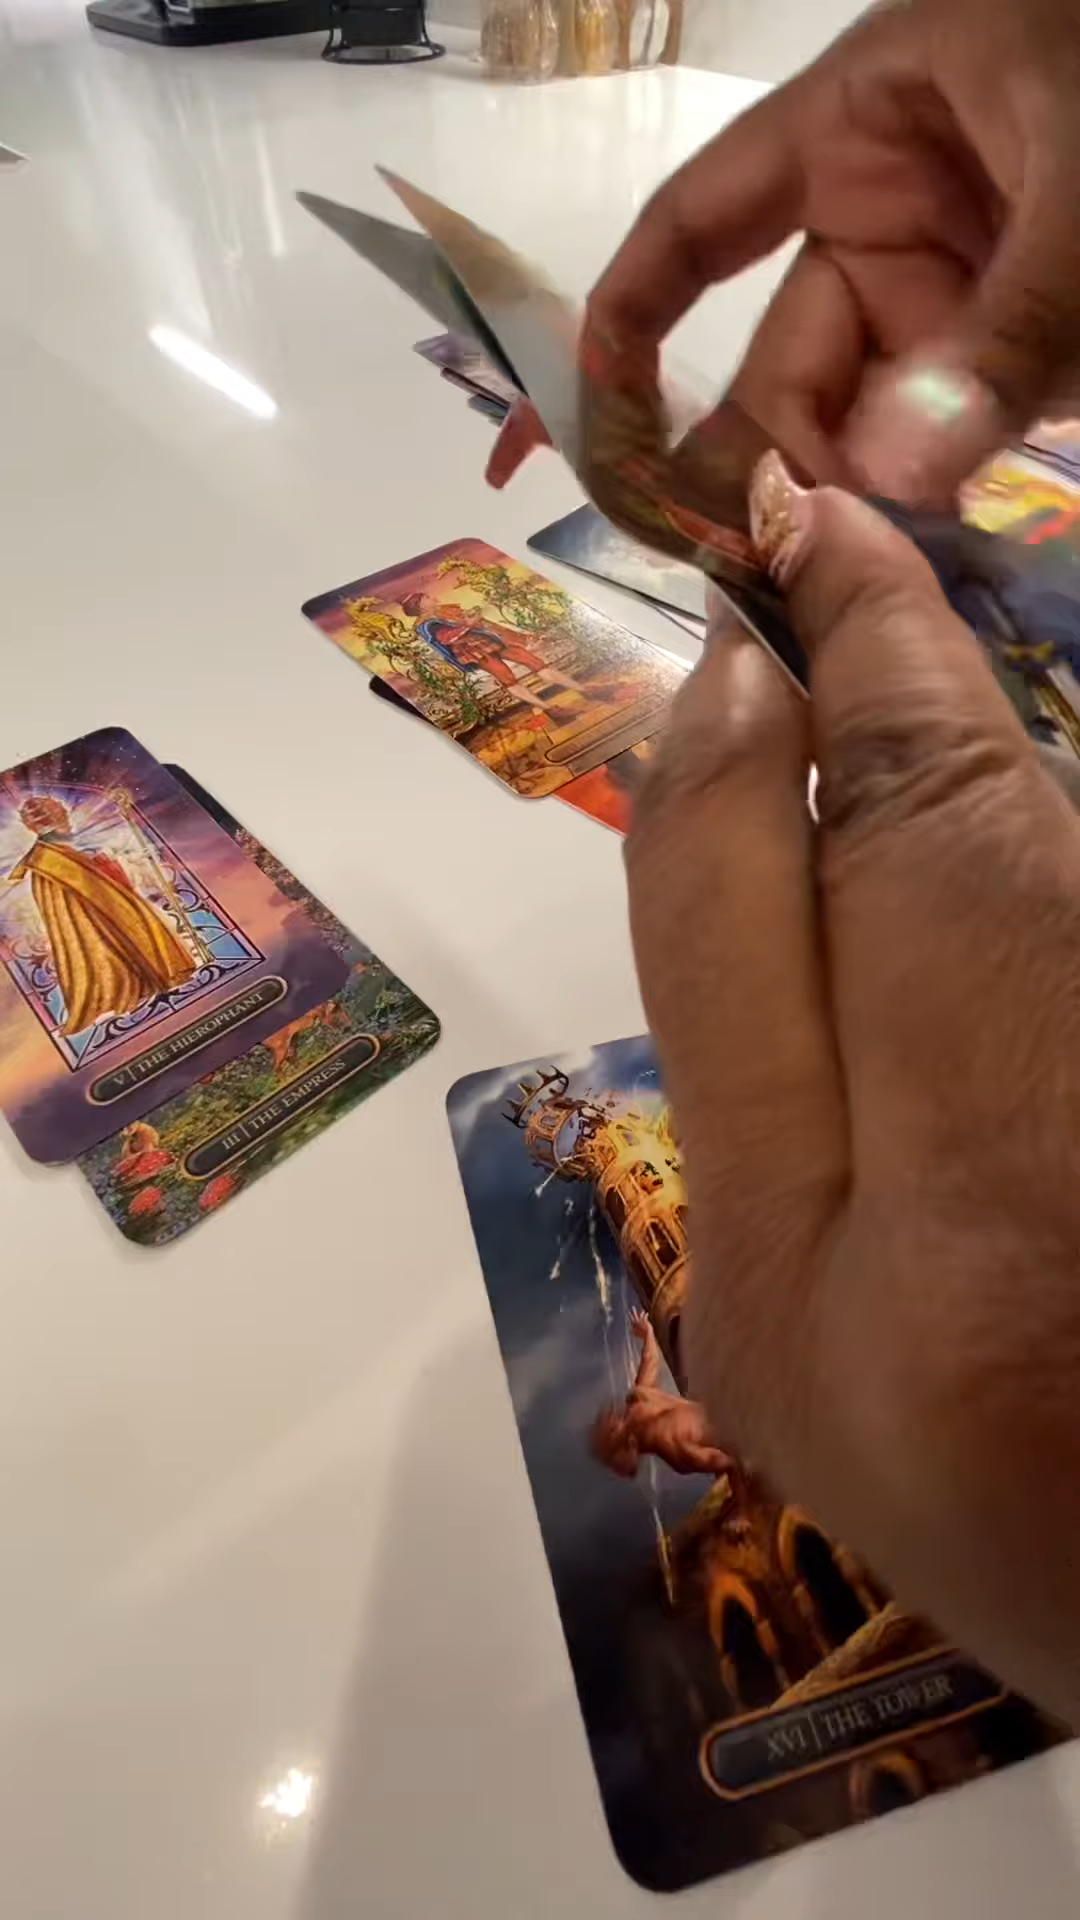 V | THE HIEROPHANT
III | THE EMPRESS
XVI | THE TOWER